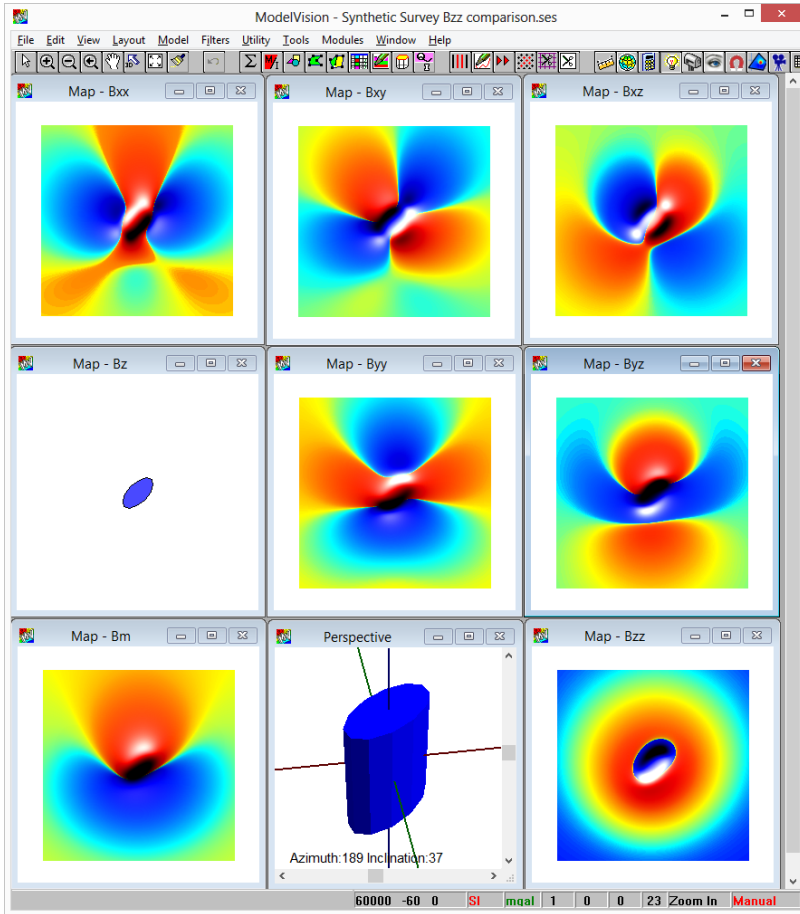 ModelVision - Synthetic Survey Bzz comparison.ses
File Edit View Layout Model Filters Utility Tools Modules Window Help
Map - Bxx
Map - Bxy
Map - Bxz
Map - Bz
Map - Byy
Map - Byz
Map - Bm
Perspective
Map - Bzz
Azimuth:189 Inclination:37
60000 -60 0 SI mgal 1 0 0 23 Zoom In Manual